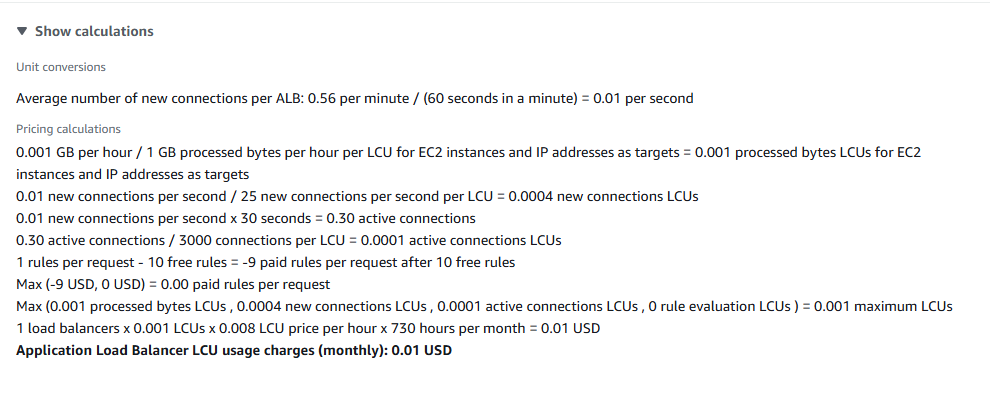 ▼ Show calculations
Unit conversions
Average number of new connections per ALB: 0.56 per minute / (60 seconds in a minute) = 0.01 per second
Pricing calculations
0.001 GB per hour / 1 GB processed bytes per hour per LCU for EC2 instances and IP addresses as targets = 0.001 processed bytes LCUs for EC2
instances and IP addresses as targets
0.01 new connections per second / 25 new connections per second per LCU = 0.0004 new connections LCUs
0.01 new connections per second x 30 seconds = 0.30 active connections
0.30 active connections / 3000 connections per LCU = 0.0001 active connections LCUs
1 rules per request - 10 free rules = -9 paid rules per request after 10 free rules
Max (-9 USD, 0 USD) = 0.00 paid rules per request
Max (0.001 processed bytes LCUs , 0.0004 new connections LCUs , 0.0001 active connections LCUs , 0 rule evaluation LCUs ) = 0.001 maximum LCUs
1 load balancers x 0.001 LCUs x 0.008 LCU price per hour x 730 hours per month = 0.01 USD
Application Load Balancer LCU usage charges (monthly): 0.01 USD